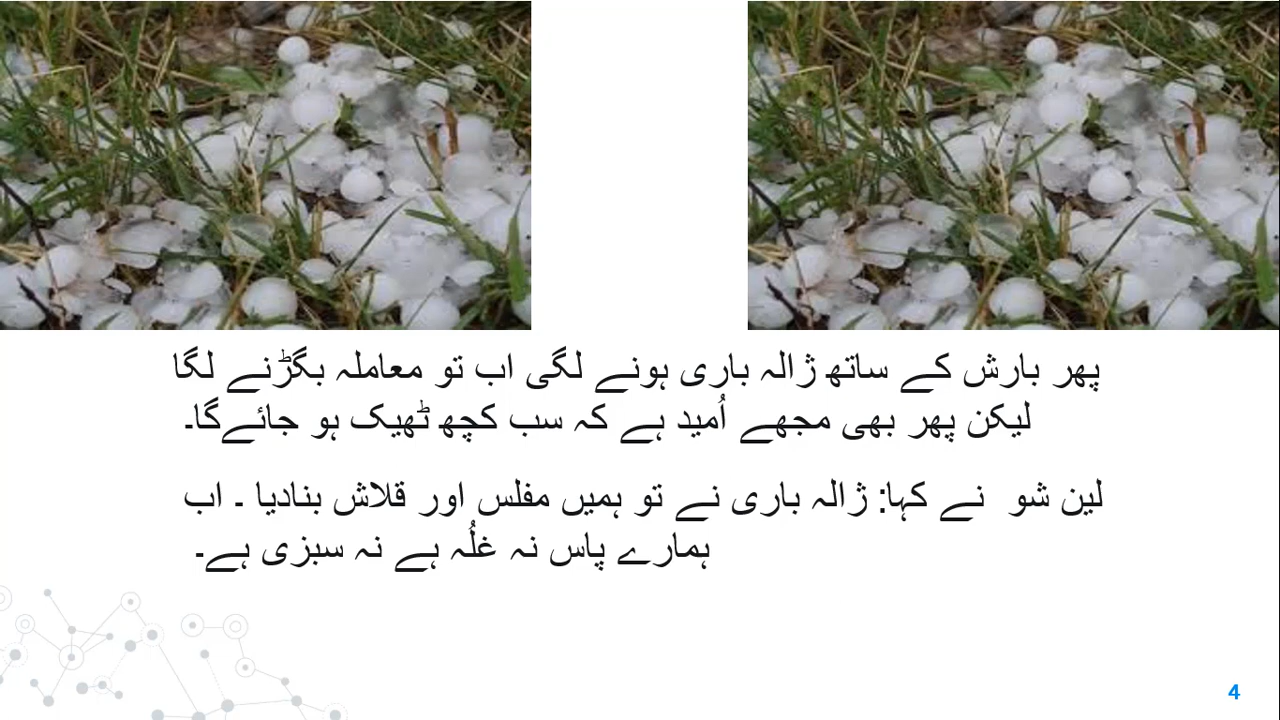 پھر بارش کے ساتھ ژالہ باری ہونے لگی اب تو معاملہ بگڑنے لگا
لیکن پھر بھی مجھے اُمید ہے کہ سب کچھ ٹھیک ہو جائےگا۔
لین شو نے کہا: ژالہ باری نے تو ہمیں مفلس اور قلاش بنادیا ۔ اب
ہمارے پاس نہ غلُہ ہے نہ سبزی ہے۔
4